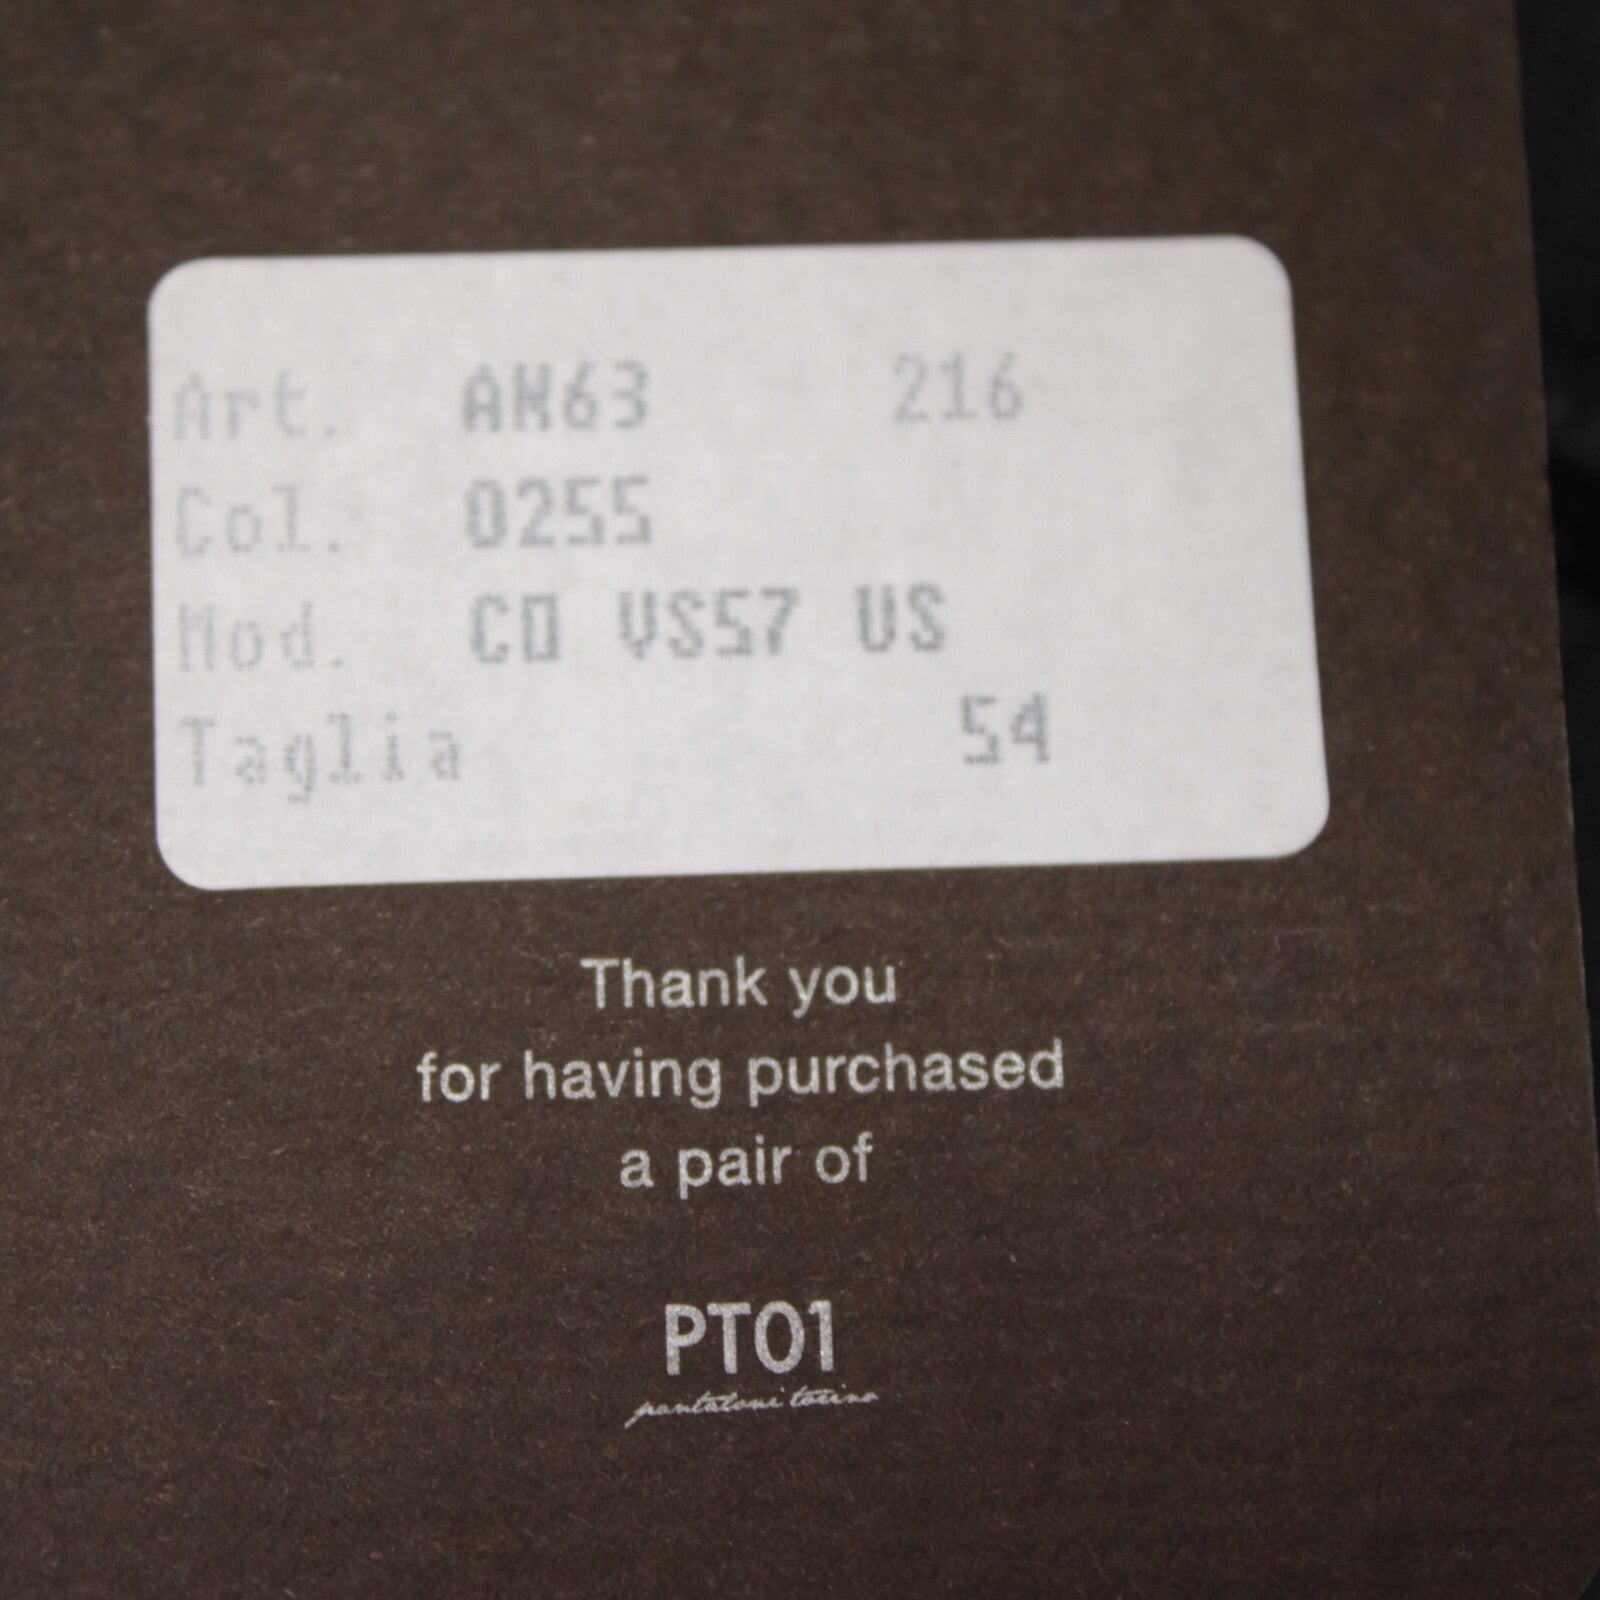 Art. AN63 216
Col. 0255
Mod. CO VS57 US
Taglia 54
Thank you
for having purchased
a pair of
PT01
pantaloni torino